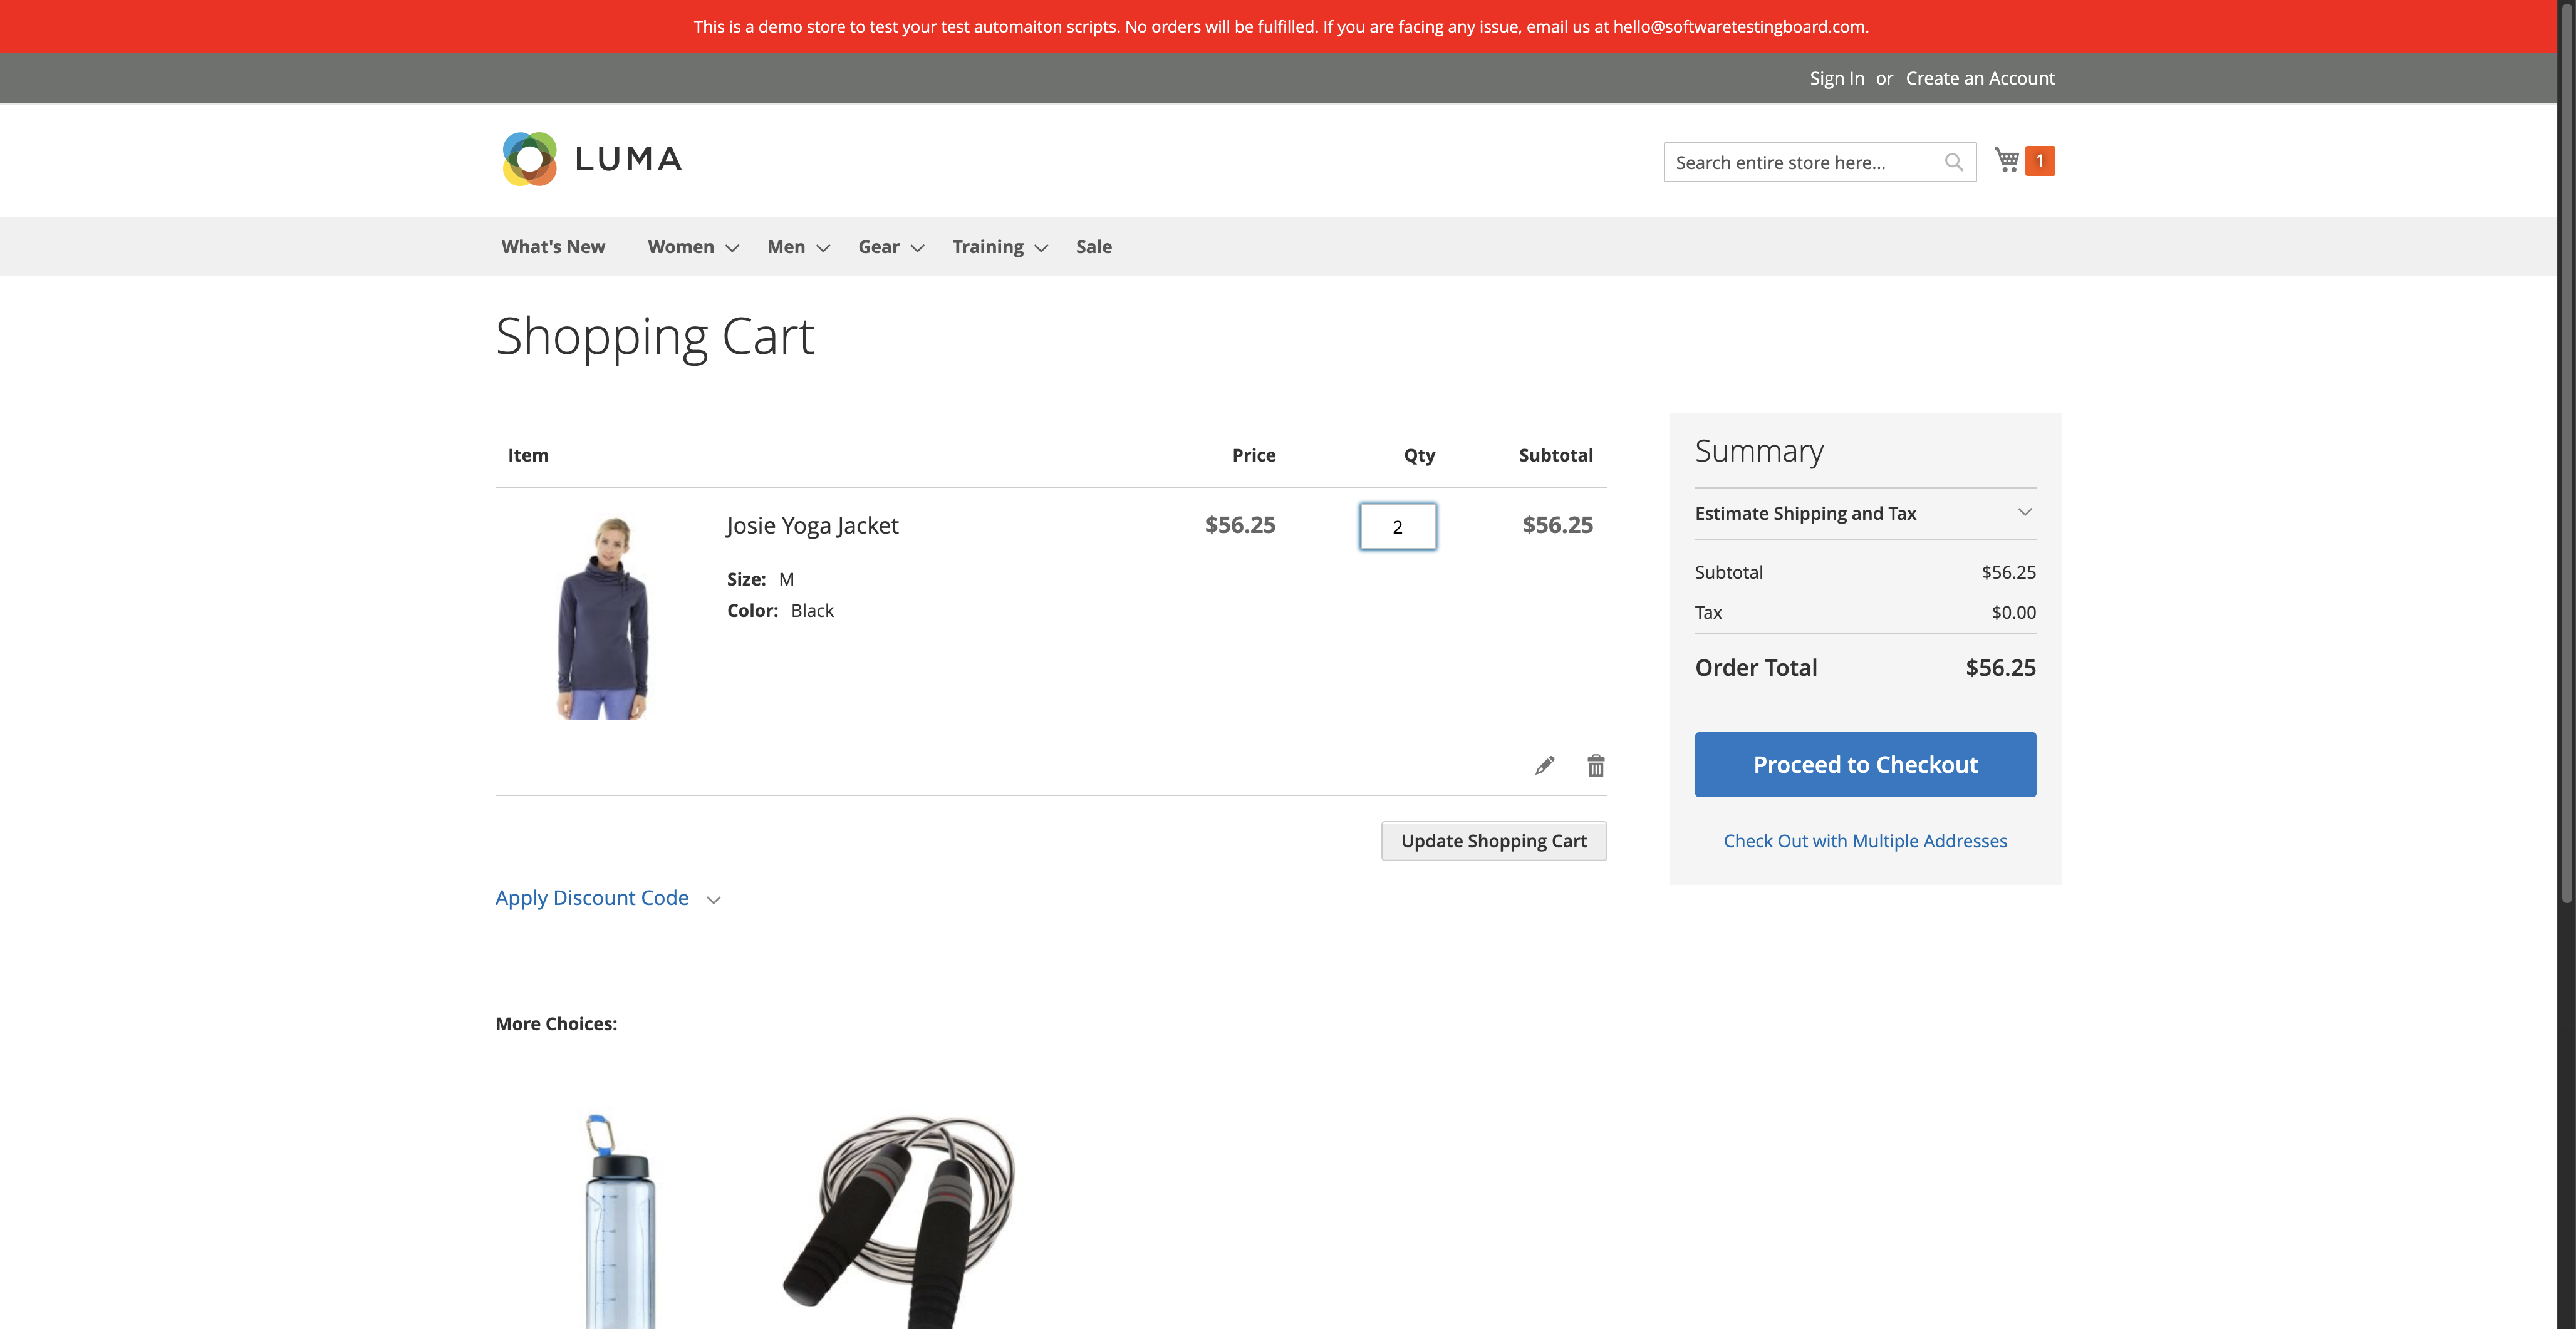 This is a demo store to test your test automaiton scripts. No orders will be fulfilled. If you are facing any issue, email us at hello@softwaretestingboard.com.
Sign In or Create an Account
LUMA
Search entire store here...
1
What's New Women Men Gear Training Sale
Shopping Cart
Item Price Qty Subtotal
Josie Yoga Jacket $56.25 2 $56.25
Size: M
Color: Black
Update Shopping Cart
Apply Discount Code
Summary
Estimate Shipping and Tax
Subtotal $56.25
Tax $0.00
Order Total $56.25
Proceed to Checkout
Check Out with Multiple Addresses
More Choices: